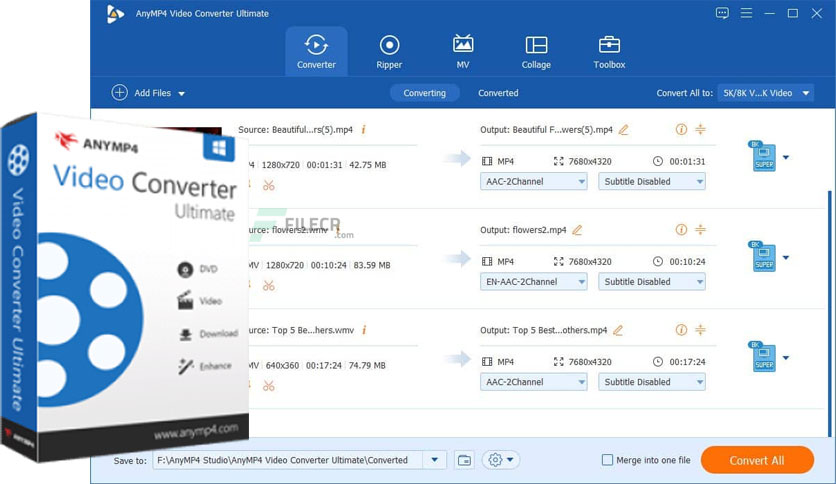 AnyMP4 Video Converter Ultimate
Converter
Ripper
MV
Collage
Toolbox
Add Files
Converting
Converted
Convert All to:
5K/8K V...K Video
Source: Beautiful...rs(5).mp4
Output: Beautiful F...wers(5).mp4
1280x720 00:01:31 42.75 MB
MP4 7680x4320 00:01:31
AAC-2Channel
Subtitle Disabled
8K
SUPER
flowers2.wmv
Output: flowers2.mp4
1280x720 00:10:24 83.59 MB
MP4 7680x4320 00:10:24
EN-AAC-2Channel
Subtitle Disabled
8K
SUPER
Top 5 Be...hers.wmv
Output: Top 5 Best...others.mp4
640x360 00:17:24 74.79 MB
MP4 7680x4320 00:17:24
AAC-2Channel
Subtitle Disabled
8K
SUPER
Save to:
F:\AnyMP4 Studio\AnyMP4 Video Converter Ultimate\Converted
Merge into one file
Convert All
ANYMP4
Video Converter
Ultimate
DVD
Video
Download
Enhance
www.anymp4.com
Video Converter Ultimate
ANYMP4
FILECR
.com